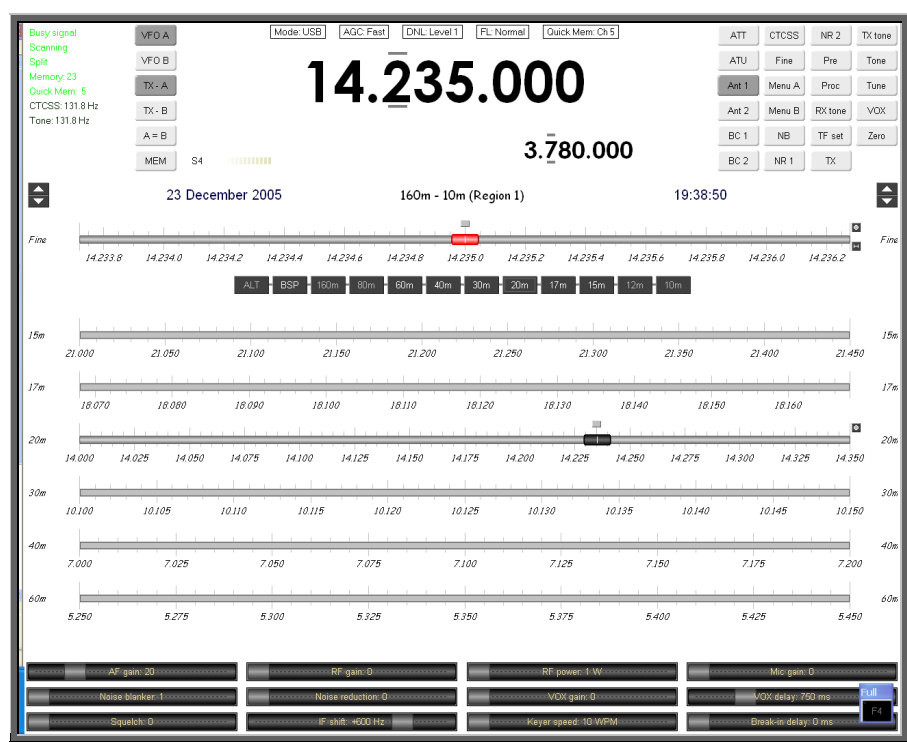 Busy signal
Scanning
Split
Memory: 23
Quick Mem: 5
CTCSS: 131.8 Hz
Tone: 131.8 Hz
VFO A
VFO B
TX - A
TX - B
A = B
MEM
Mode: USB AGC: Fast DNL: Level 1 FL: Normal Quick Mem: Ch 5
14.235.000
3.780.000
S4
ATT CTCSS NR 2 TX tone
ATU Fine Pre Tone
Ant 1 Menu A Proc Tune
Ant 2 Menu B RX tone VOX
BC 1 NB TF set Zero
BC 2 NR 1 TX
23 December 2005 160m - 10m (Region 1) 19:38:50
Fine Fine
14.233.8 14.234.0 14.234.2 14.234.4 14.234.6 14.234.8 14.235.0 14.235.2 14.235.4 14.235.6 14.235.8 14.236.0 14.236.2
ALT BSP 160m 80m 60m 40m 30m 20m 17m 15m 12m 10m
15m 15m
21.000 21.050 21.100 21.150 21.200 21.250 21.300 21.350 21.400 21.450
17m 17m
18.070 18.080 18.090 18.100 18.110 18.120 18.130 18.140 18.150 18.160
20m 20m
14.000 14.025 14.050 14.075 14.100 14.125 14.150 14.175 14.200 14.225 14.250 14.275 14.300 14.325 14.350
30m 30m
10.100 10.105 10.110 10.115 10.120 10.125 10.130 10.135 10.140 10.145 10.150
40m 40m
7.000 7.025 7.050 7.075 7.100 7.125 7.150 7.175 7.200
60m 60m
5.250 5.275 5.300 5.325 5.350 5.375 5.400 5.425 5.450
AF gain: 20 RF gain: 0 RF power: 1 W Mic gain: 0
Noise blanker: 1 Noise reduction: 0 VOX gain: 0 VOX delay: 750 ms
Squelch: 0 IF shift: +600 Hz Keyer speed: 10 WPM Break-in delay: 0 ms
Full
F4